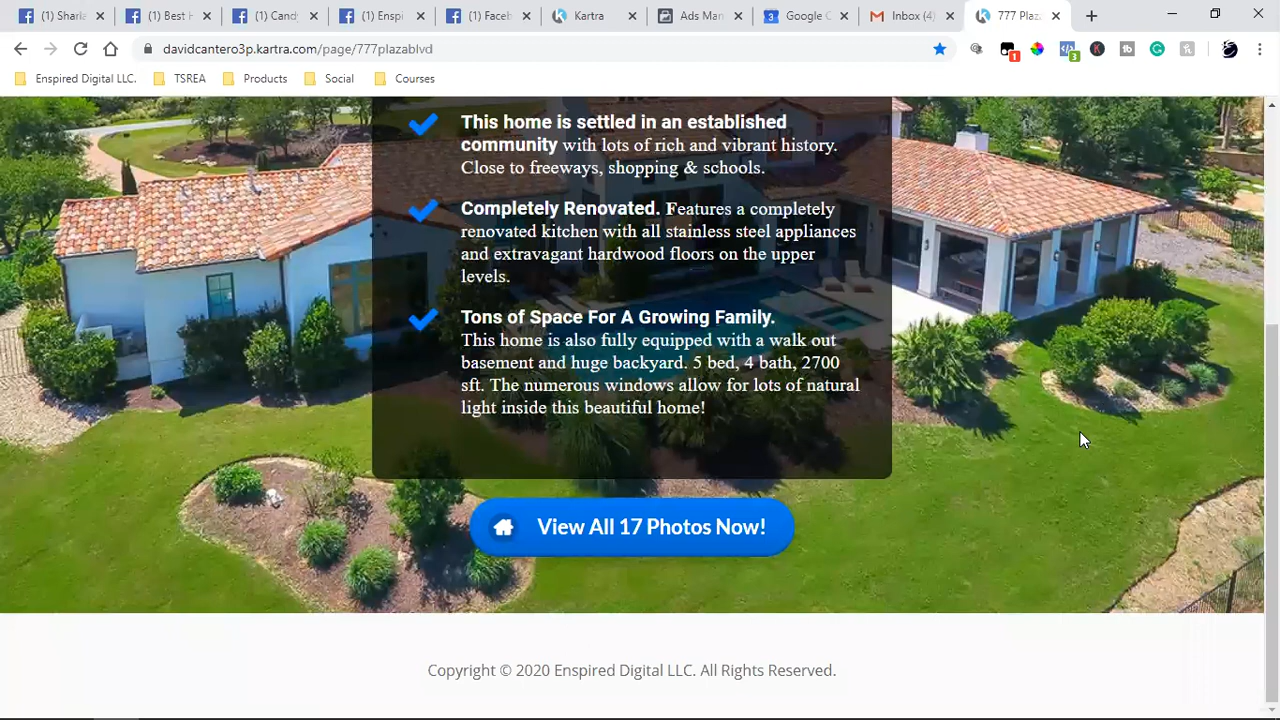 (1) Shark
(1) Best H
(1) Candy
(1) Enspi
(1) Faceb
Kartra
Ads Ma
Google C
Inbox (4)
777 Plaz
davidcantero3p.kartra.com/page/777plazablvd
1
3
Enspired Digital LLC.
TSREA
Products
Social
Courses
This home is settled in an established
community with lots of rich and vibrant history.
Close to freeways, shopping & schools.
Completely Renovated. Features a completely
renovated kitchen with all stainless steel appliances
and extravagant hardwood floors on the upper
levels.
Tons of Space For A Growing Family.
This home is also fully equipped with a walk out
basement and huge backyard. 5 bed, 4 bath, 2700
sft. The numerous windows allow for lots of natural
light inside this beautiful home!
View All 17 Photos Now!
Copyright © 2020 Enspired Digital LLC. All Rights Reserved.